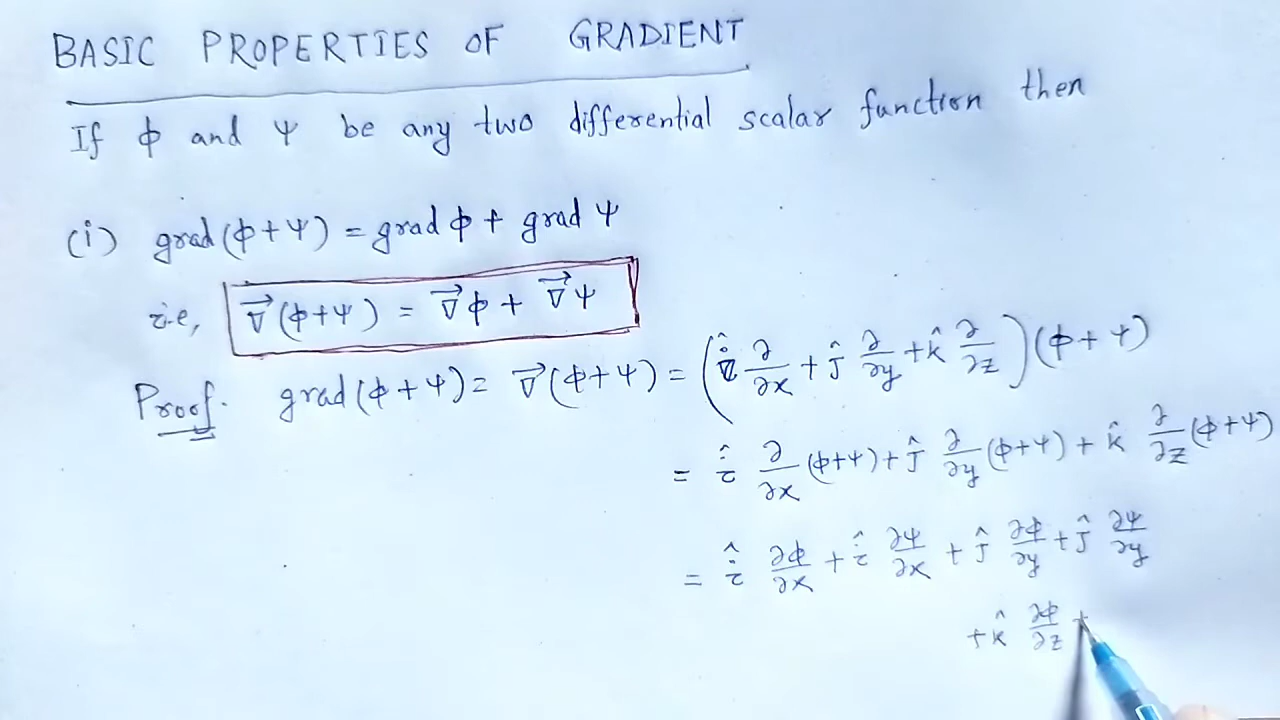 BASIC PROPERTIES OF GRADIENT
If ϕ and ψ be any two differential scalar function then
(i) grad(ϕ+ψ) = grad ϕ + grad ψ
i.e, ∇⃗(ϕ+ψ) = ∇⃗ϕ + ∇⃗ψ
Proof. grad(ϕ+ψ) = ∇⃗(ϕ+ψ) = (î ∂/∂x + ĵ ∂/∂y + k̂ ∂/∂z)(ϕ+ψ)
= î ∂/∂x (ϕ+ψ) + ĵ ∂/∂y (ϕ+ψ) + k̂ ∂/∂z (ϕ+ψ)
= î ∂ϕ/∂x + î ∂ψ/∂x + ĵ ∂ϕ/∂y + ĵ ∂ψ/∂y
+ k̂ ∂ϕ/∂z +